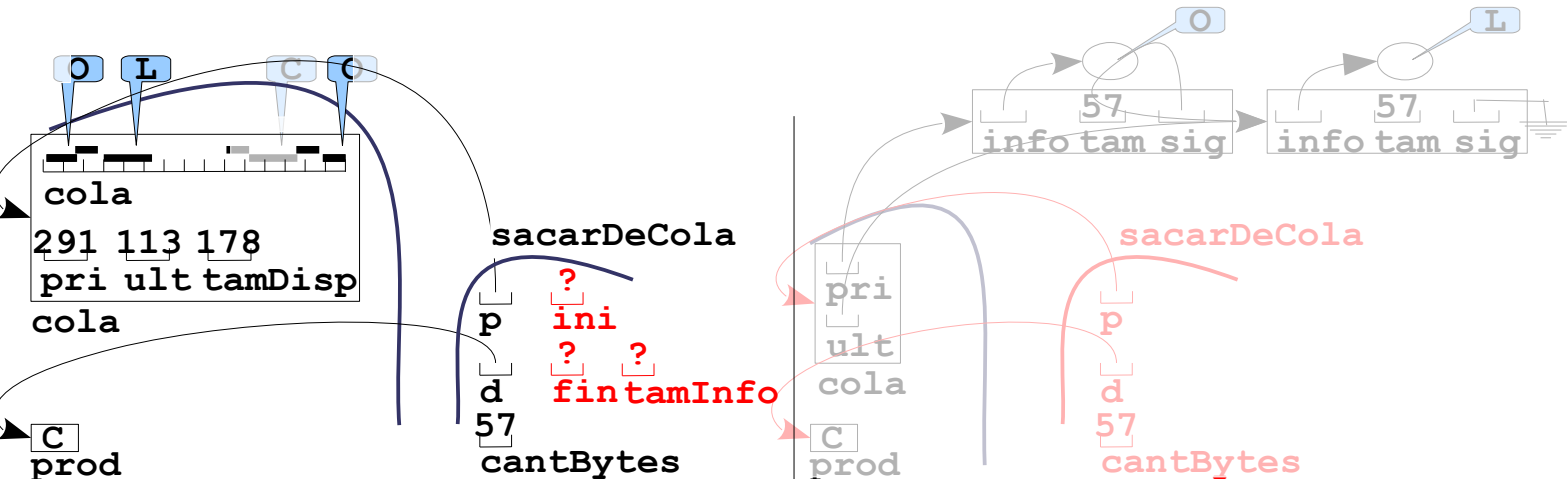 O L C O
cola
291 113 178
pri ult tamDisp
cola
sacarDeCola
?
p ini
? ?
d fin tamInfo
57
C cantBytes
prod
O L
57 57
info tam sig info tam sig
sacarDeCola
pri
p
ult
cola d
57
C cantBytes
prod